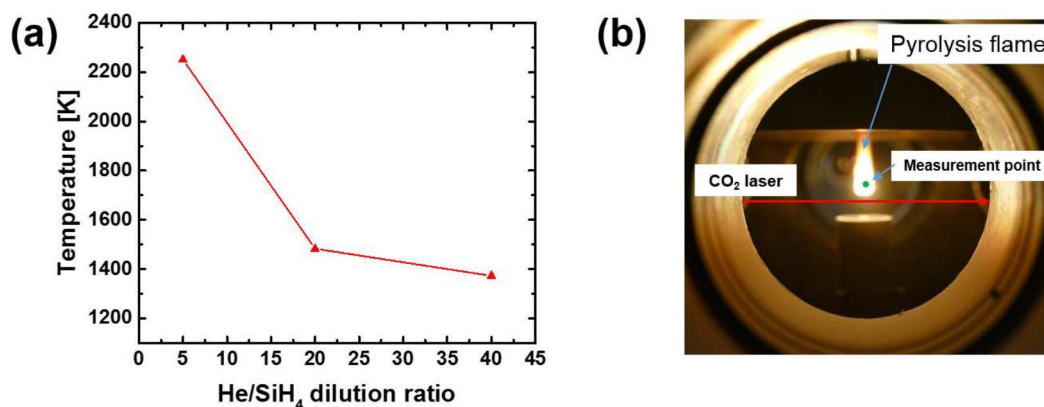 (a)
2400
2200
2000
1800
1600
1400
1200
Temperature [K]
0 5 10 15 20 25 30 35 40 45
He/SiH₄ dilution ratio
(b)
Pyrolysis flame
Measurement point
CO₂ laser